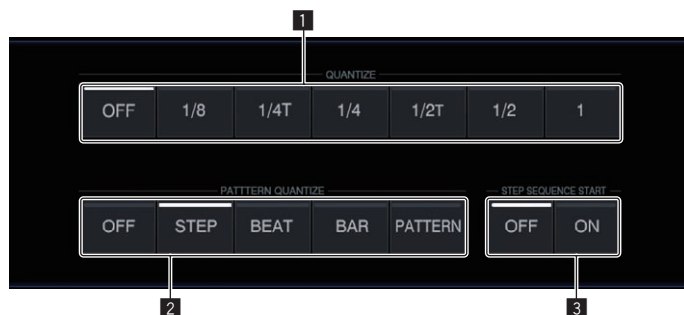 1
QUANTIZE
OFF 1/8 1/4T 1/4 1/2T 1/2 1
PATTTERN QUANTIZE STEP SEQUENCE START
OFF STEP BEAT BAR PATTERN OFF ON
2 3